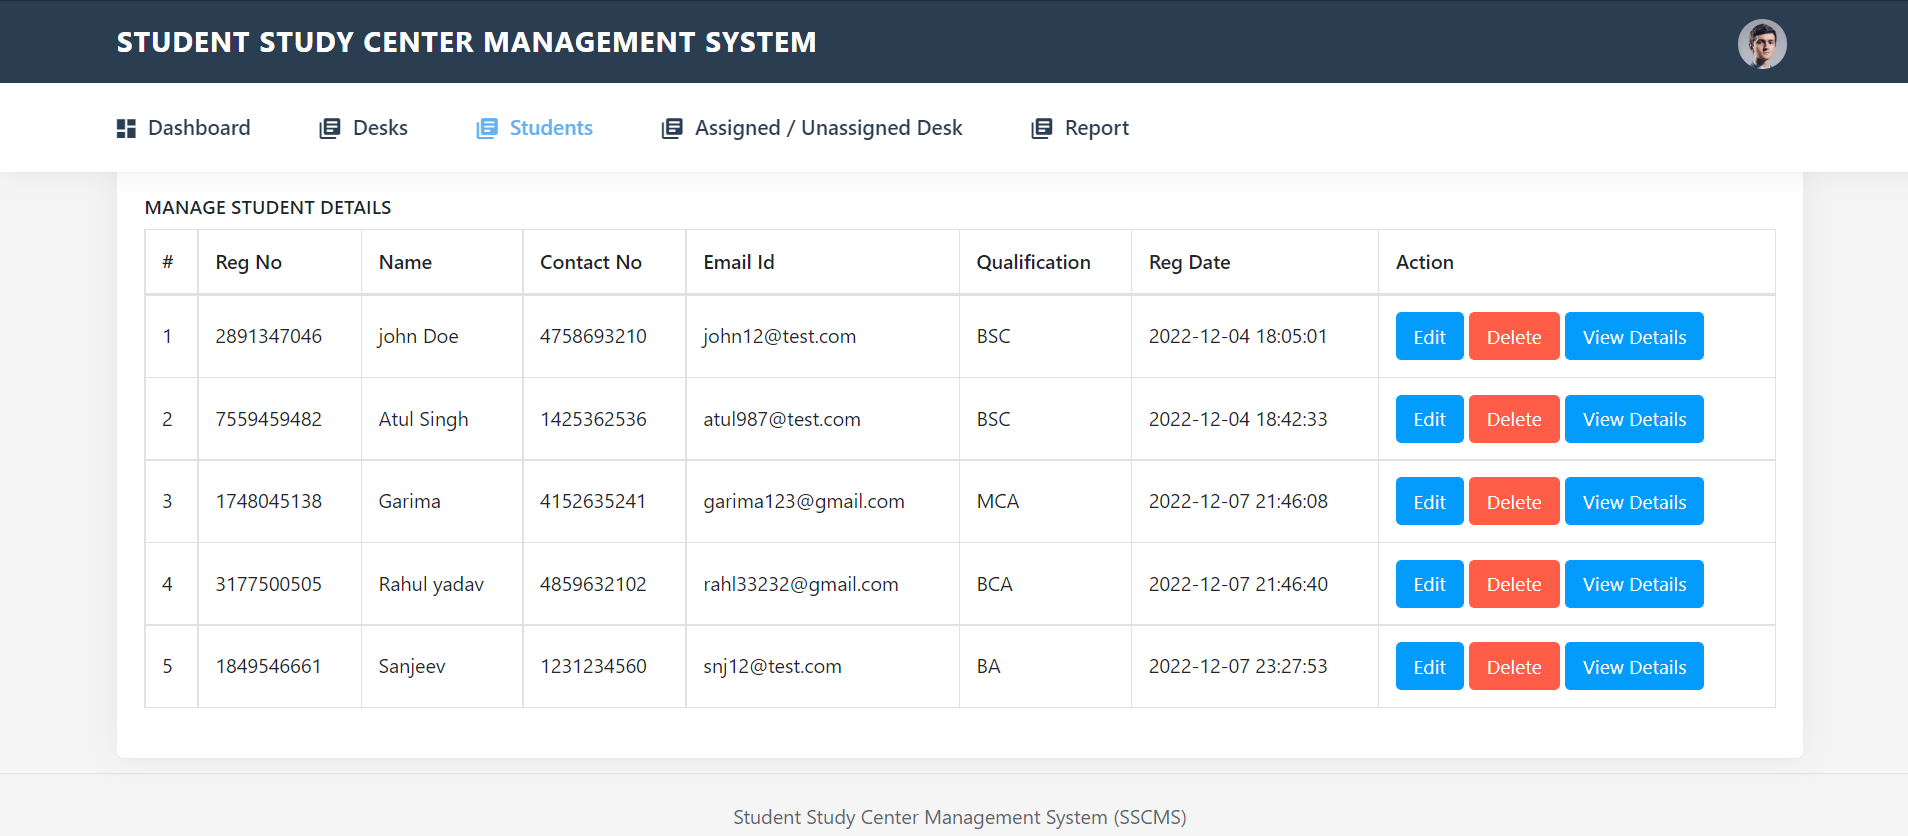 STUDENT STUDY CENTER MANAGEMENT SYSTEM
Dashboard Desks Students Assigned / Unassigned Desk Report
MANAGE STUDENT DETAILS
# Reg No Name Contact No Email Id Qualification Reg Date Action
1 2891347046 john Doe 4758693210 john12@test.com BSC 2022-12-04 18:05:01 Edit Delete View Details
2 7559459482 Atul Singh 1425362536 atul987@test.com BSC 2022-12-04 18:42:33 Edit Delete View Details
3 1748045138 Garima 4152635241 garima123@gmail.com MCA 2022-12-07 21:46:08 Edit Delete View Details
4 3177500505 Rahul yadav 4859632102 rahl33232@gmail.com BCA 2022-12-07 21:46:40 Edit Delete View Details
5 1849546661 Sanjeev 1231234560 snj12@test.com BA 2022-12-07 23:27:53 Edit Delete View Details
Student Study Center Management System (SSCMS)